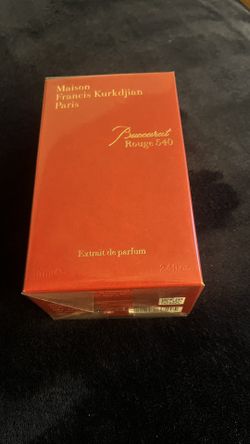 Maison
Francis Kurkdjian
Paris
Baccarat
Rouge 540
Extrait de parfum